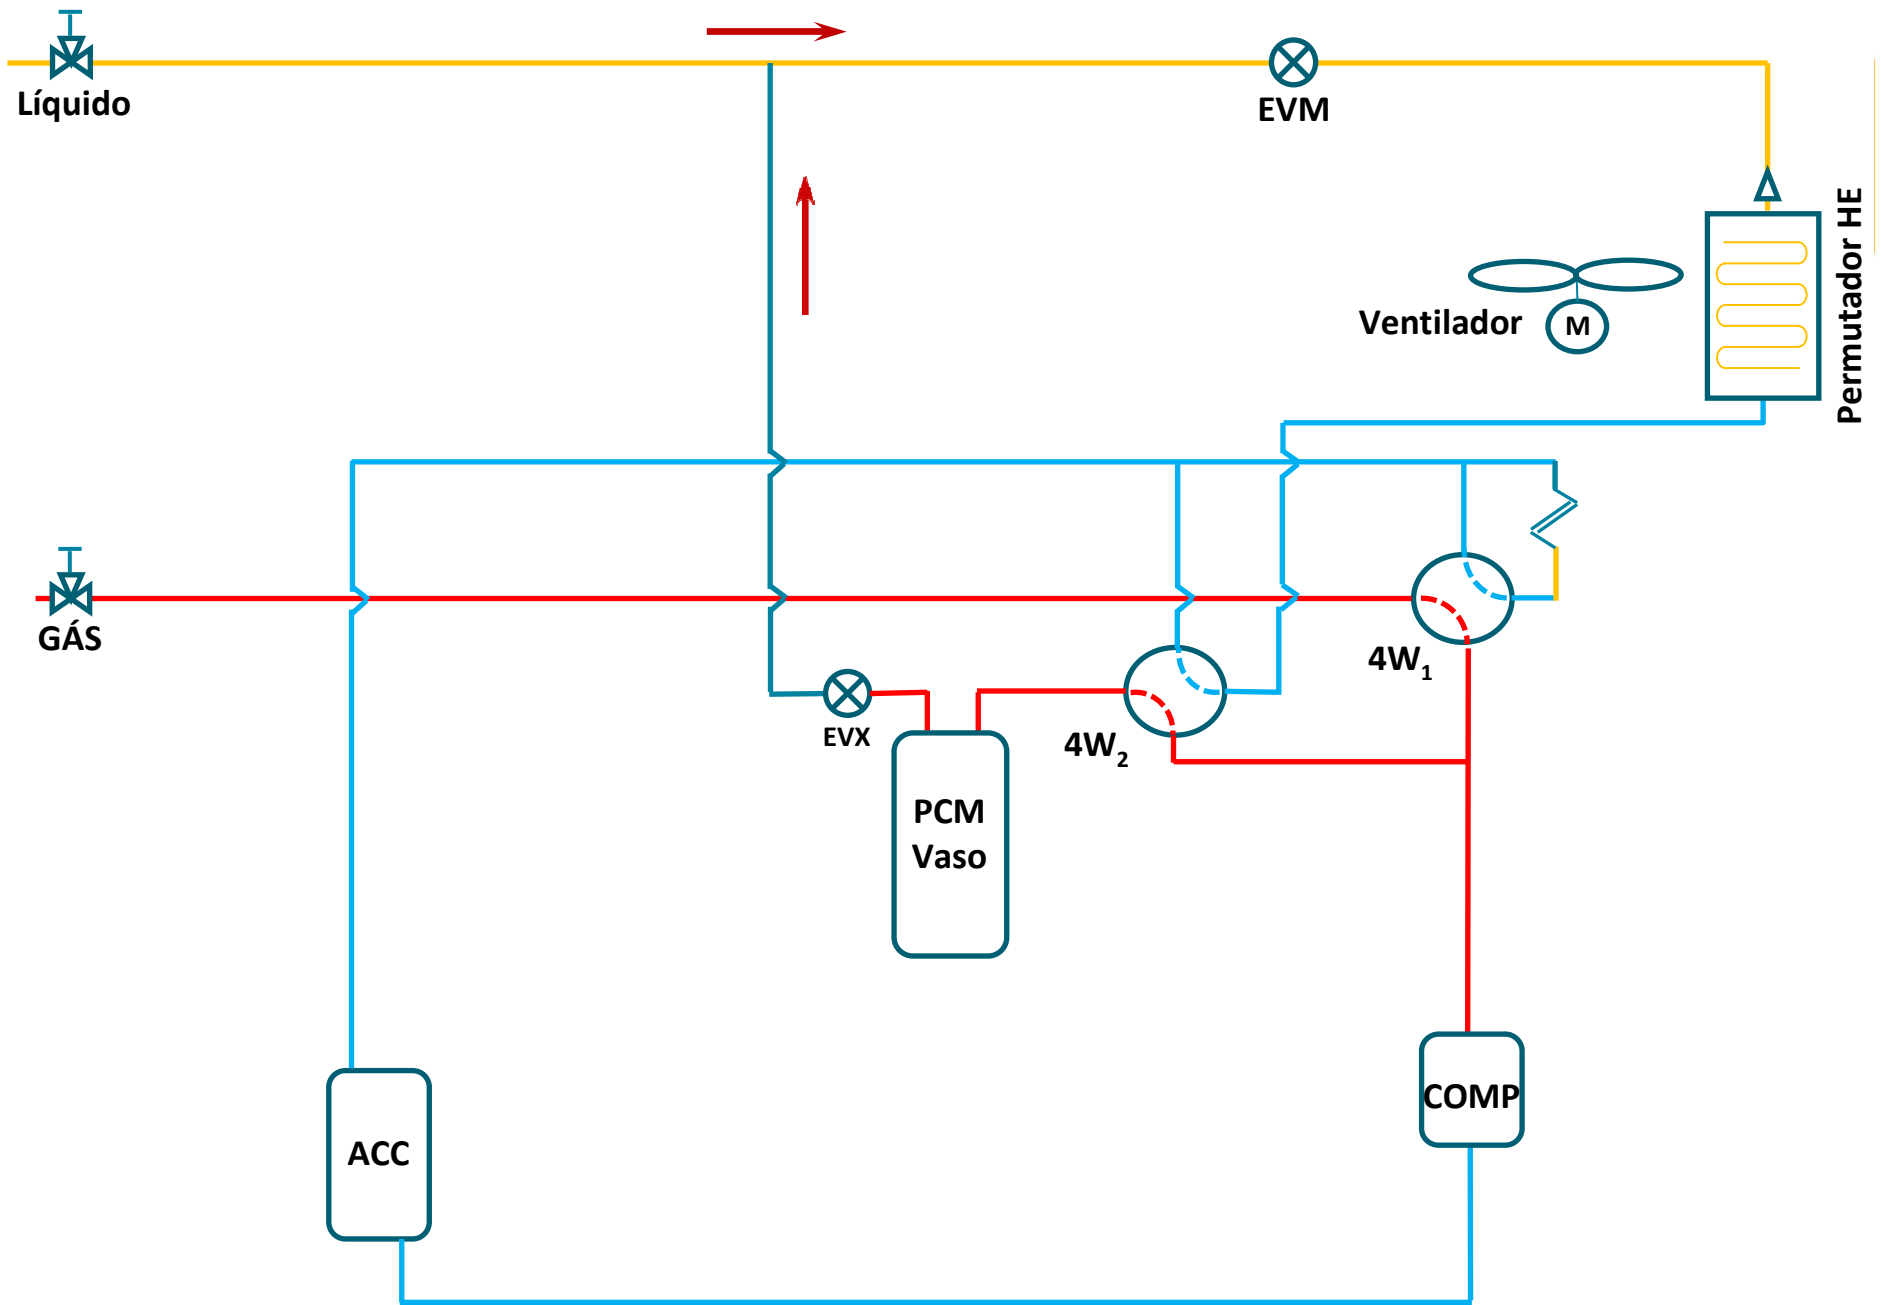 Líquido
EVM
Permutador HE
Ventilador
M
GÁS
4W1
4W2
EVX
PCM
Vaso
COMP
ACC